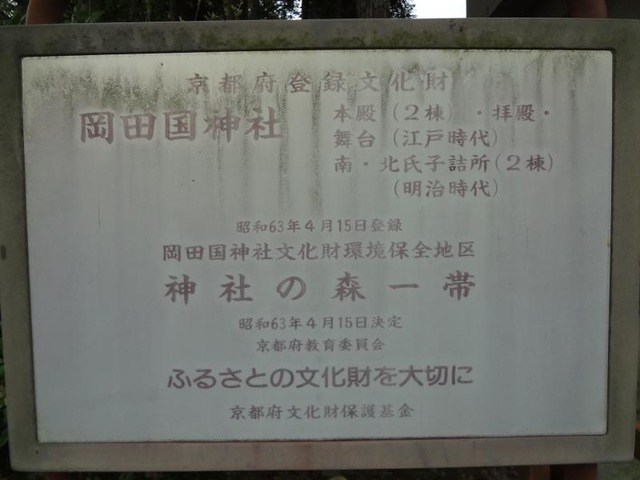 京都府登録文化財
岡田国神社
本殿(2棟)・拝殿・
舞台(江戸時代)
南・北氏子詰所(2棟)
(明治時代)
昭和63年4月15日登録
岡田国神社文化財環境保全地区
神社の森一帯
昭和63年4月15日決定
京都府教育委員会
ふるさとの文化財を大切に
京都府文化財保護基金